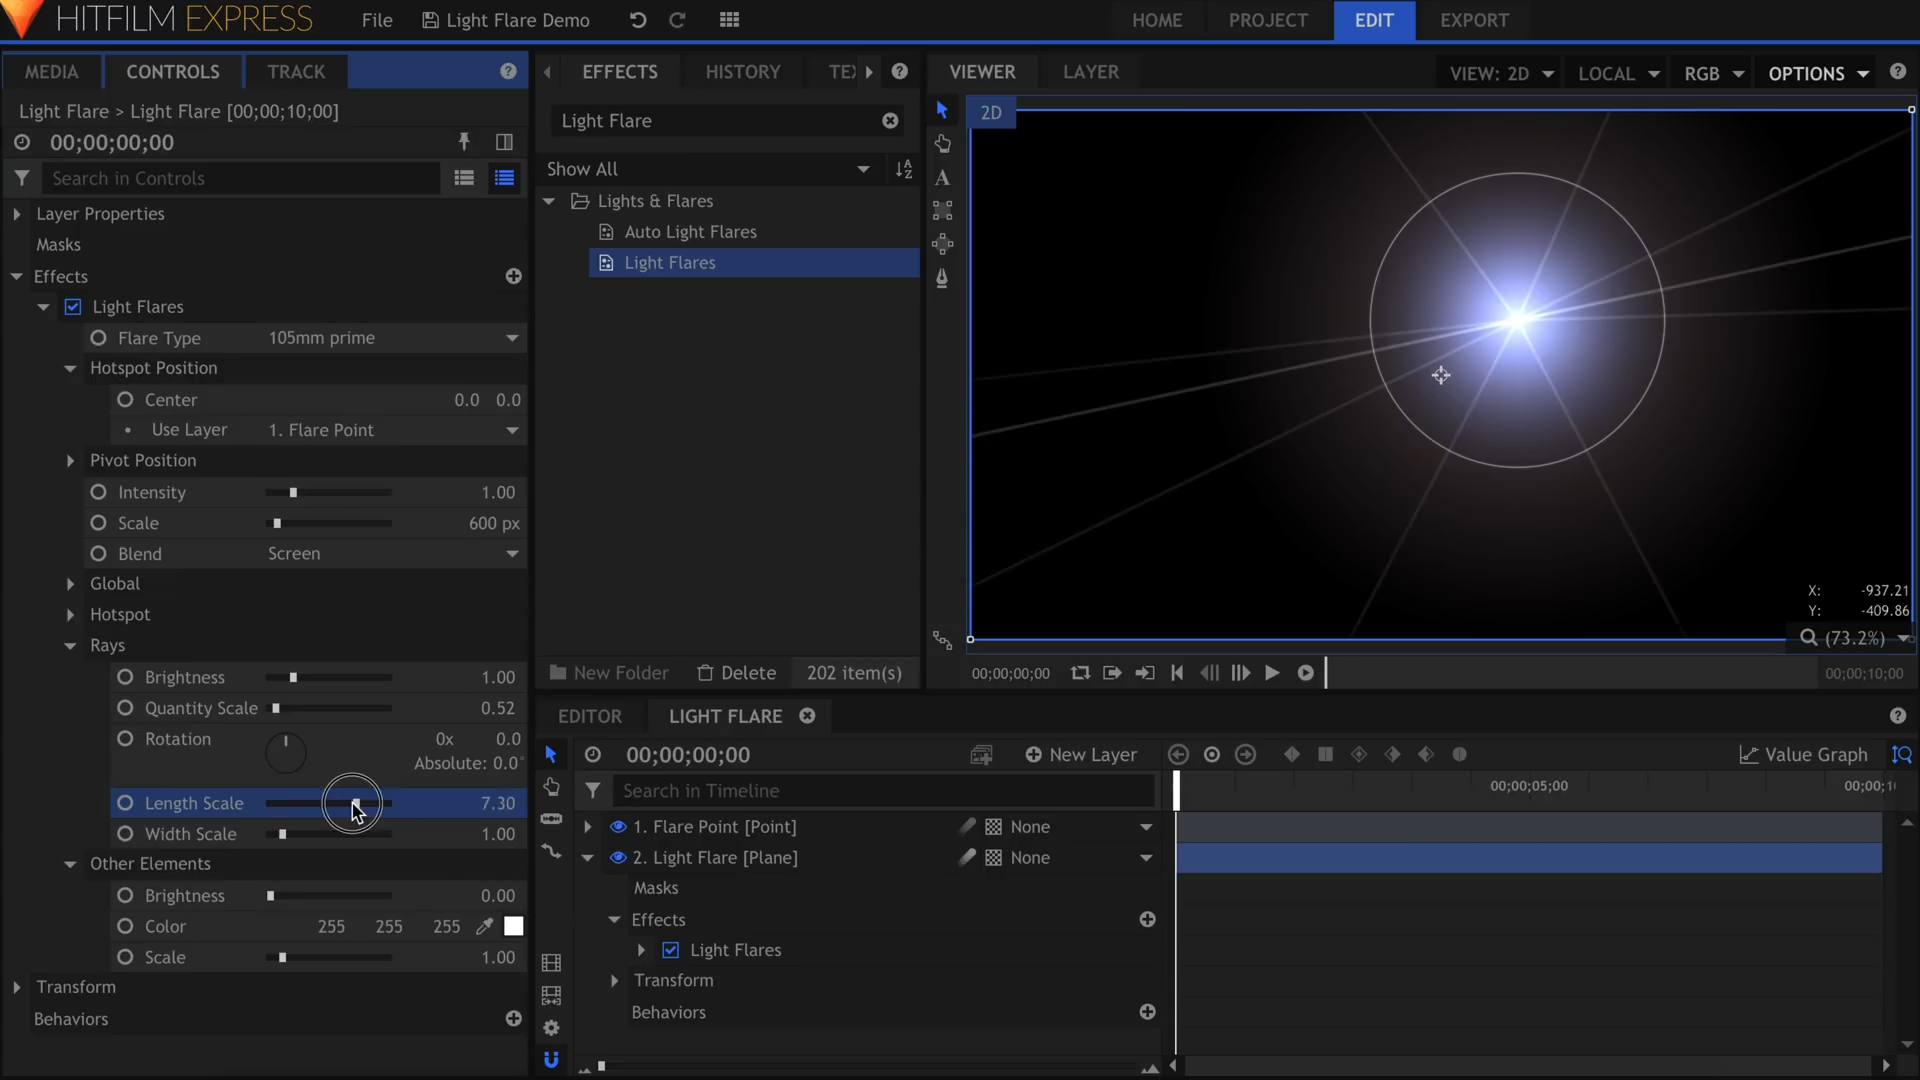 HITFILM EXPRESS
File
Light Flare Demo
HOME
PROJECT
EDIT
EXPORT
MEDIA
CONTROLS
TRACK
Light Flare > Light Flare [00;00;10;00]
00;00;00;00
Search in Controls
Layer Properties
Masks
Effects
Light Flares
Flare Type 105mm prime
Hotspot Position
Center 0.0 0.0
Use Layer 1. Flare Point
Pivot Position
Intensity 1.00
Scale 600 px
Blend Screen
Global
Hotspot
Rays
Brightness 1.00
Quantity Scale 0.52
Rotation 0x 0.0
Absolute: 0.0°
Length Scale 7.30
Width Scale 1.00
Other Elements
Brightness 0.00
Color 255 255 255
Scale 1.00
Transform
Behaviors
EFFECTS
HISTORY
Light Flare
Show All
Lights & Flares
Auto Light Flares
Light Flares
New Folder
Delete
202 item(s)
VIEWER
LAYER
VIEW: 2D
LOCAL
RGB
OPTIONS
2D
X: -937.21
Y: -409.86
(73.2%)
00;00;00;00
00;00;10;00
EDITOR
LIGHT FLARE
00;00;00;00
New Layer
Value Graph
Search in Timeline
00;00;05;00
1. Flare Point [Point] None
2. Light Flare [Plane] None
Masks
Effects
Light Flares
Transform
Behaviors